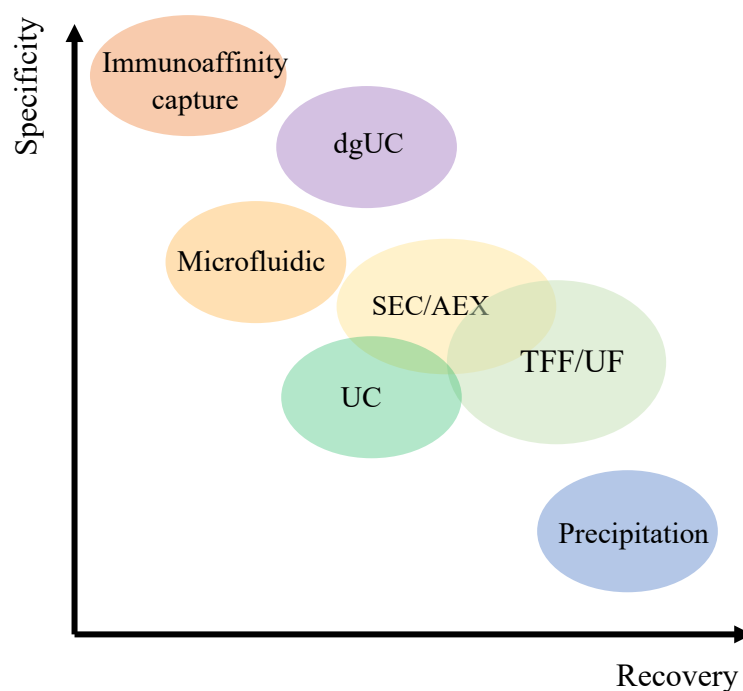 Specificity
Immunoaffinity
capture
dgUC
Microfluidic
SEC/AEX
TFF/UF
UC
Precipitation
Recovery